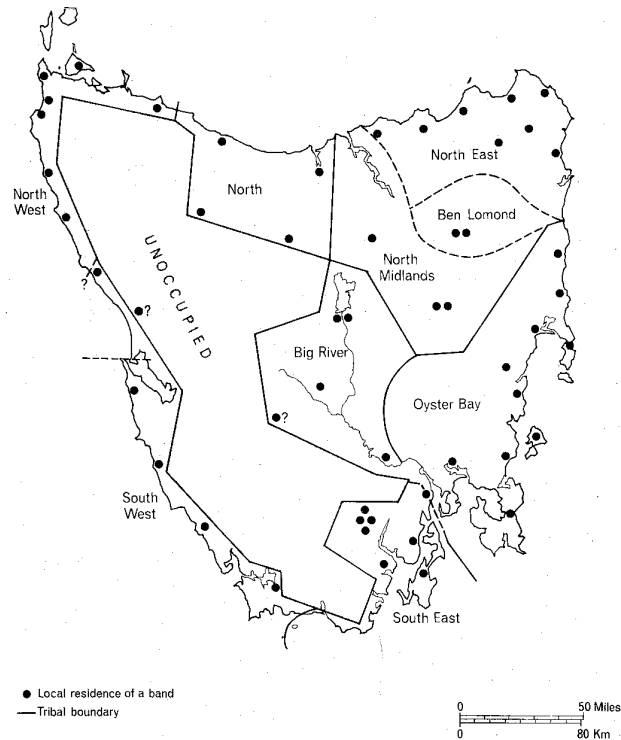 North East
North
West
North
Ben Lomond
UNOCCUPIED
North
Midlands
?
?
Big River
Oyster Bay
?
South
West
South East
Local residence of a band
Tribal boundary
0 50 Miles
0 80 Km